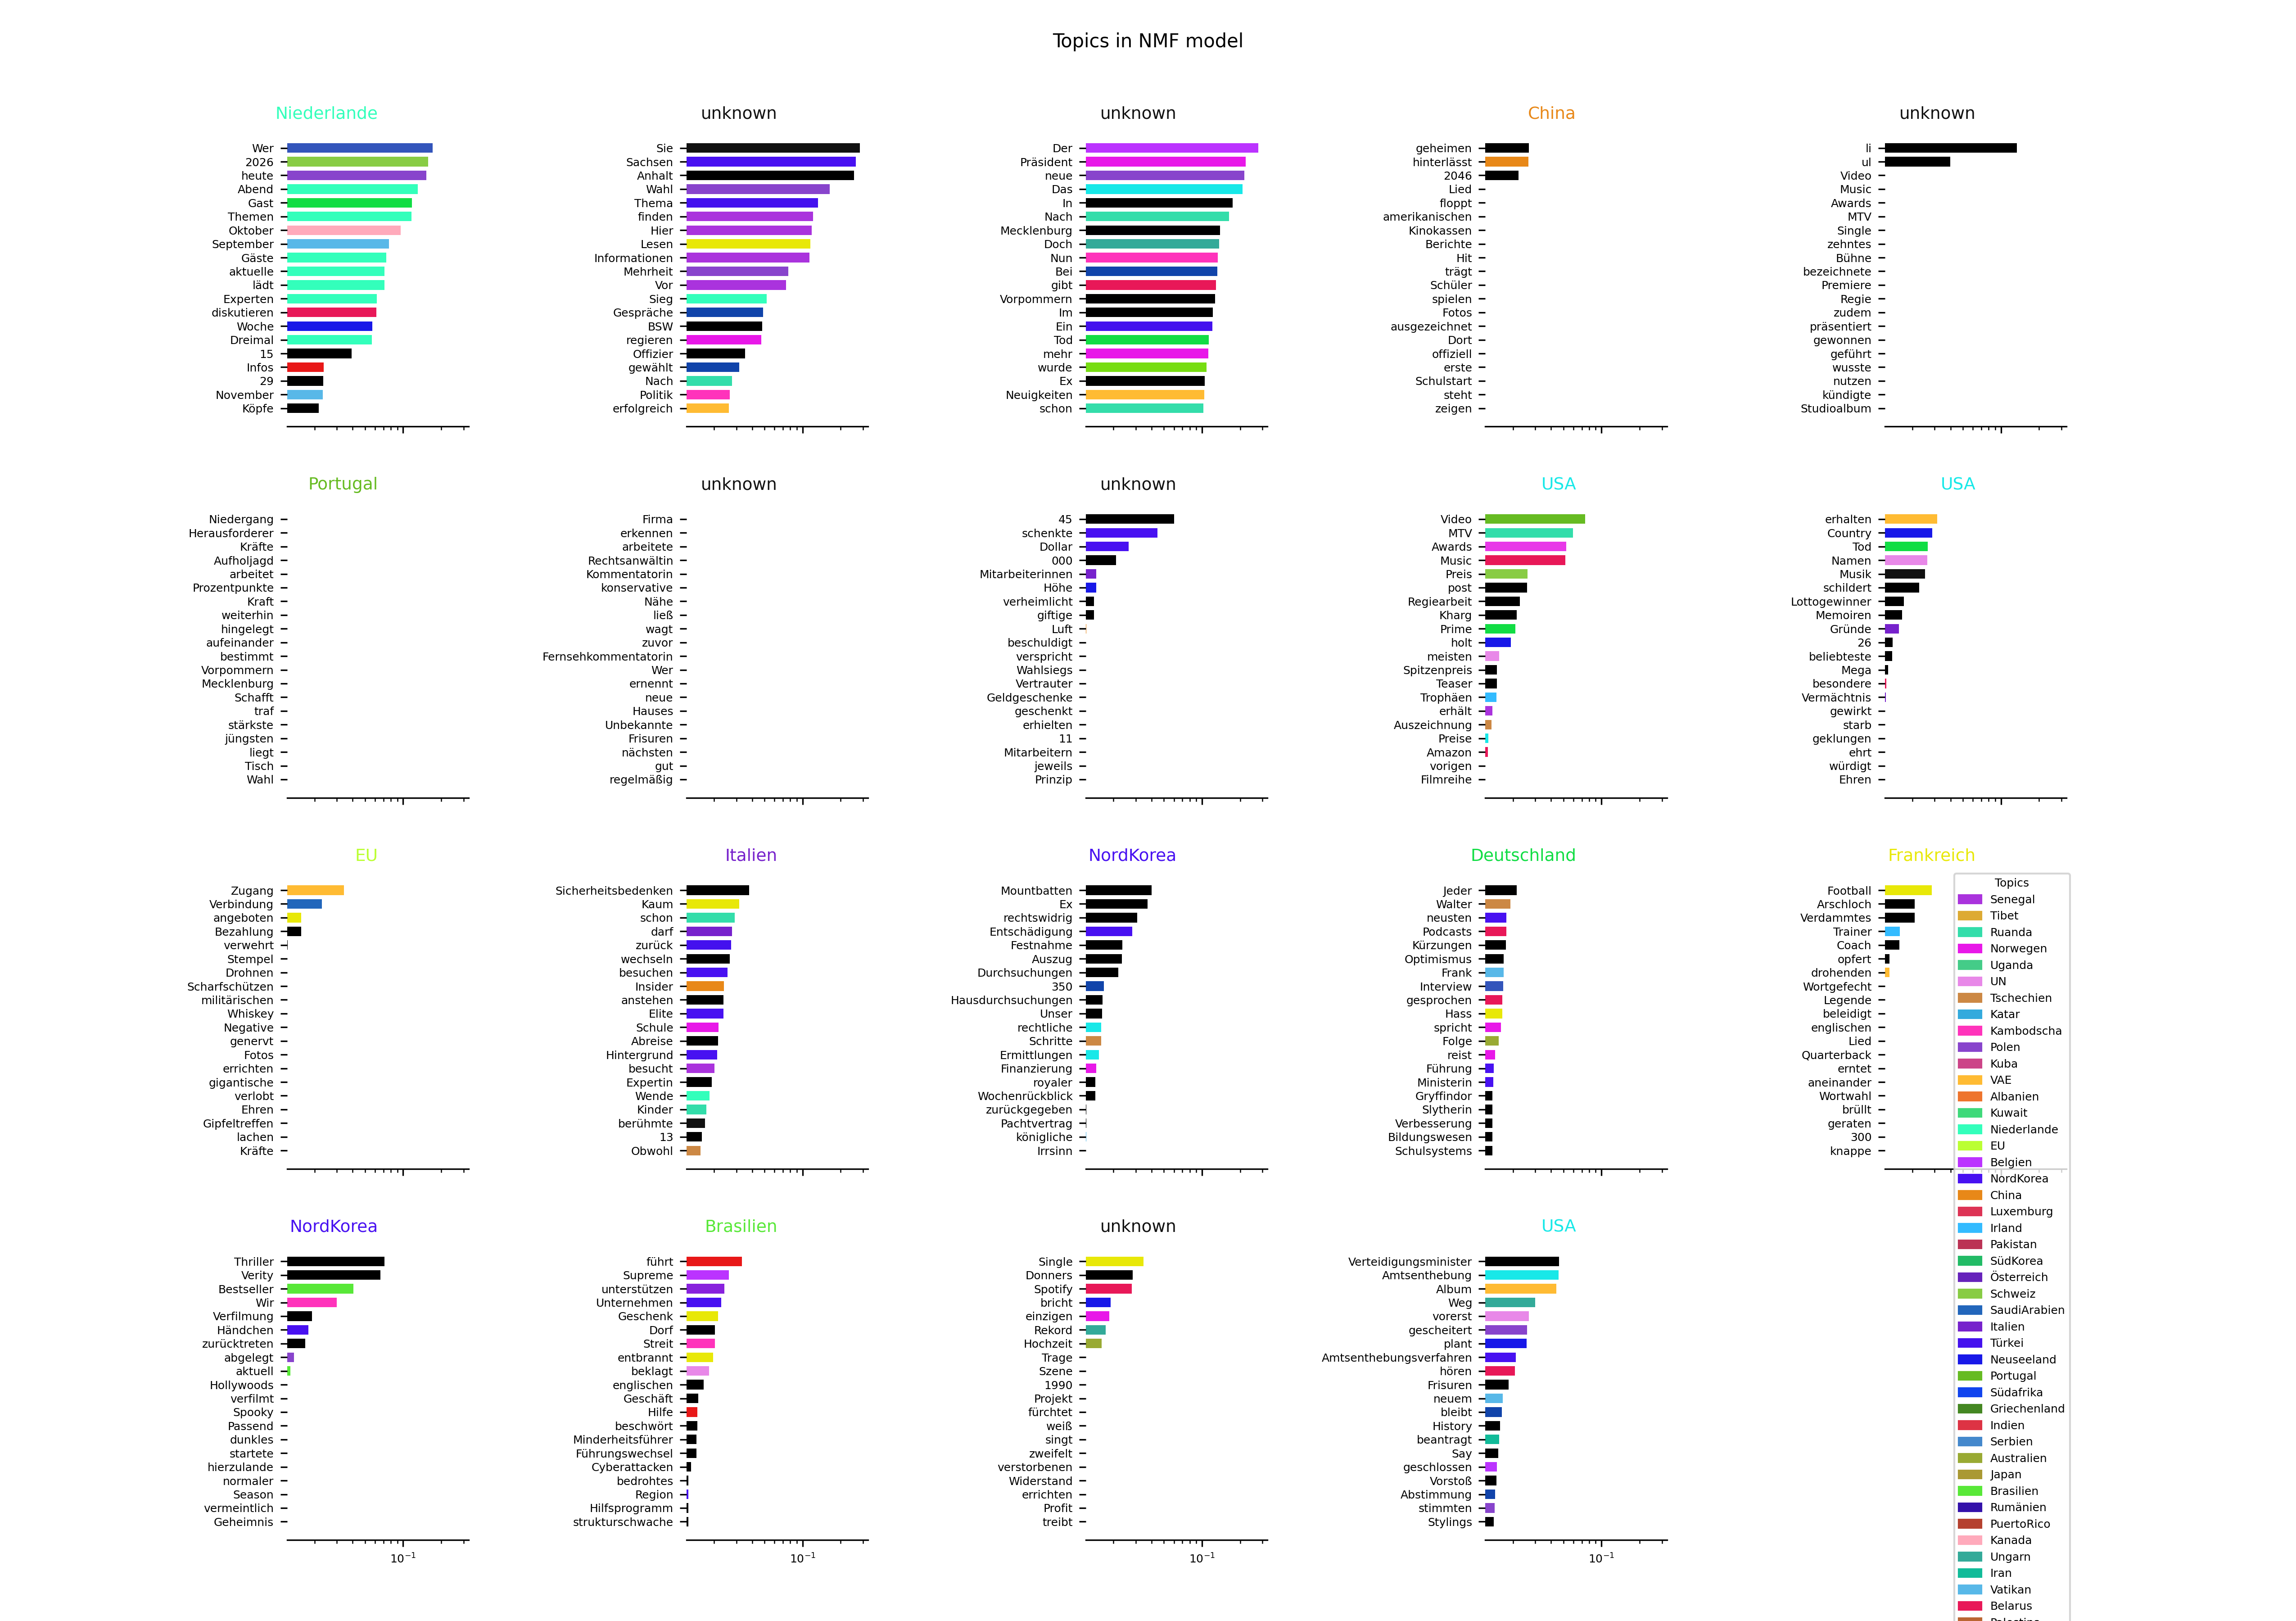 Topics in NMF model
Niederlande
Wer
2026
heute
Abend
Gast
Themen
Oktober
September
Gäste
aktuelle
lädt
Experten
diskutieren
Woche
Dreimal
15
Infos
29
November
Köpfe
unknown
Sie
Sachsen
Anhalt
Wahl
Thema
finden
Hier
Lesen
Informationen
Mehrheit
Vor
Sieg
Gespräche
BSW
regieren
Offizier
gewählt
Nach
Politik
erfolgreich
unknown
Der
Präsident
neue
Das
In
Nach
Mecklenburg
Doch
Nun
Bei
gibt
Vorpommern
Im
Ein
Tod
mehr
wurde
Ex
Neuigkeiten
schon
China
geheimen
hinterlässt
2046
Lied
floppt
amerikanischen
Kinokassen
Berichte
Hit
trägt
Schüler
spielen
Fotos
ausgezeichnet
Dort
offiziell
erste
Schulstart
steht
zeigen
unknown
li
ul
Video
Music
Awards
MTV
Single
zehntes
Bühne
bezeichnete
Premiere
Regie
zudem
präsentiert
gewonnen
geführt
wusste
nutzen
kündigte
Studioalbum
Portugal
Niedergang
Herausforderer
Kräfte
Aufholjagd
arbeitet
Prozentpunkte
Kraft
weiterhin
hingelegt
aufeinander
bestimmt
Vorpommern
Mecklenburg
Schafft
traf
stärkste
jüngsten
liegt
Tisch
Wahl
unknown
Firma
erkennen
arbeitete
Rechtsanwältin
Kommentatorin
konservative
Nähe
ließ
wagt
zuvor
Fernsehkommentatorin
Wer
ernennt
neue
Hauses
Unbekannte
Frisuren
nächsten
gut
regelmäßig
unknown
45
schenkte
Dollar
000
Mitarbeiterinnen
Höhe
verheimlicht
giftige
Luft
beschuldigt
verspricht
Wahlsiegs
Vertrauter
Geldgeschenke
geschenkt
erhielten
11
Mitarbeitern
jeweils
Prinzip
USA
Video
MTV
Awards
Music
Preis
post
Regiearbeit
Kharg
Prime
holt
meisten
Spitzenpreis
Teaser
Trophäen
erhält
Auszeichnung
Preise
Amazon
vorigen
Filmreihe
USA
erhalten
Country
Tod
Namen
Musik
schildert
Lottogewinner
Memoiren
Gründe
26
beliebteste
Mega
besondere
Vermächtnis
gewirkt
starb
geklungen
ehrt
würdigt
Ehren
EU
Zugang
Verbindung
angeboten
Bezahlung
verwehrt
Stempel
Drohnen
Scharfschützen
militärischen
Whiskey
Negative
genervt
Fotos
errichten
gigantische
verlobt
Ehren
Gipfeltreffen
lachen
Kräfte
Italien
Sicherheitsbedenken
Kaum
schon
darf
zurück
wechseln
besuchen
Insider
anstehen
Elite
Schule
Abreise
Hintergrund
besucht
Expertin
Wende
Kinder
berühmte
13
Obwohl
NordKorea
Mountbatten
Ex
rechtswidrig
Entschädigung
Festnahme
Auszug
Durchsuchungen
350
Hausdurchsuchungen
Unser
rechtliche
Schritte
Ermittlungen
Finanzierung
royaler
Wochenrückblick
zurückgegeben
Pachtvertrag
königliche
Irrsinn
Deutschland
Jeder
Walter
neusten
Podcasts
Kürzungen
Optimismus
Frank
Interview
gesprochen
Hass
spricht
Folge
reist
Führung
Ministerin
Gryffindor
Slytherin
Verbesserung
Bildungswesen
Schulsystems
Frankreich
Football
Arschloch
Verdammtes
Trainer
Coach
opfert
drohenden
Wortgefecht
Legende
beleidigt
englischen
Lied
Quarterback
erntet
aneinander
Wortwahl
brüllt
geraten
300
knappe
NordKorea
Thriller
Verity
Bestseller
Wir
Verfilmung
Händchen
zurücktreten
abgelegt
aktuell
Hollywoods
verfilmt
Spooky
Passend
dunkles
startete
hierzulande
normaler
Season
vermeintlich
Geheimnis
10⁻¹
Brasilien
führt
Supreme
unterstützen
Unternehmen
Geschenk
Dorf
Streit
entbrannt
beklagt
englischen
Geschäft
Hilfe
beschwört
Minderheitsführer
Führungswechsel
Cyberattacken
bedrohtes
Region
Hilfsprogramm
strukturschwache
10⁻¹
unknown
Single
Donners
Spotify
bricht
einzigen
Rekord
Hochzeit
Trage
Szene
1990
Projekt
fürchtet
weiß
singt
zweifelt
verstorbenen
Widerstand
errichten
Profit
treibt
10⁻¹
USA
Verteidigungsminister
Amtsenthebung
Album
Weg
vorerst
gescheitert
plant
Amtsenthebungsverfahren
hören
Frisuren
neuem
bleibt
History
beantragt
Say
geschlossen
Vorstoß
Abstimmung
stimmten
Stylings
10⁻¹
Topics
Senegal
Tibet
Ruanda
Norwegen
Uganda
UN
Tschechien
Katar
Kambodscha
Polen
Kuba
VAE
Albanien
Kuwait
Niederlande
EU
Belgien
NordKorea
China
Luxemburg
Irland
Pakistan
SüdKorea
Österreich
Schweiz
SaudiArabien
Italien
Türkei
Neuseeland
Portugal
Südafrika
Griechenland
Indien
Serbien
Australien
Japan
Brasilien
Rumänien
PuertoRico
Kanada
Ungarn
Iran
Vatikan
Belarus